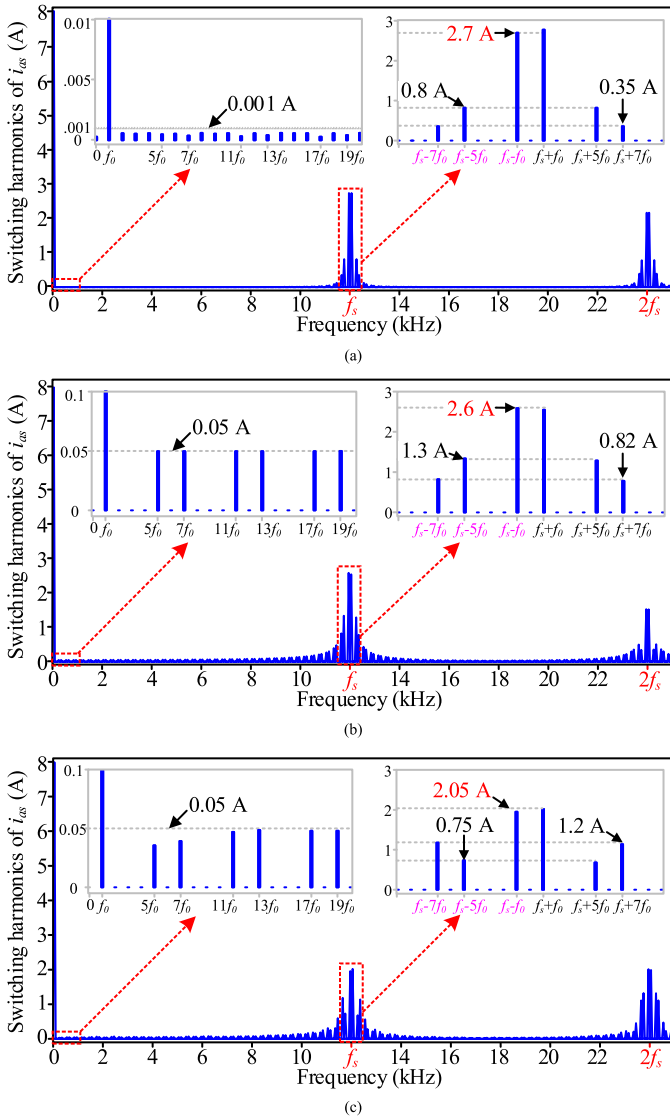 Switching harmonics of ias (A)
8
7
6
5
4
3
2
1
0
0.01
.005
.001
0
0.001 A
0 f0 5f0 7f0 11f0 13f0 17f0 19f0
3
2
1
0
2.7 A
0.8 A
0.35 A
fs-7f0 fs-5f0 fs-f0 fs+f0 fs+5f0 fs+7f0
0 2 4 6 8 10 fs 14 16 18 20 22 2fs
Frequency (kHz)
(a)
Switching harmonics of ias (A)
8
7
6
5
4
3
2
1
0
0.1
0.05
0
0.05 A
0 f0 5f0 7f0 11f0 13f0 17f0 19f0
3
2
1
0
2.6 A
1.3 A
0.82 A
fs-7f0 fs-5f0 fs-f0 fs+f0 fs+5f0 fs+7f0
0 2 4 6 8 10 fs 14 16 18 20 22 2fs
Frequency (kHz)
(b)
Switching harmonics of ias (A)
8
7
6
5
4
3
2
1
0
0.1
0.05
0
0.05 A
0 f0 5f0 7f0 11f0 13f0 17f0 19f0
3
2
1
0
2.05 A
0.75 A
1.2 A
fs-7f0 fs-5f0 fs-f0 fs+f0 fs+5f0 fs+7f0
0 2 4 6 8 10 fs 14 16 18 20 22 2fs
Frequency (kHz)
(c)